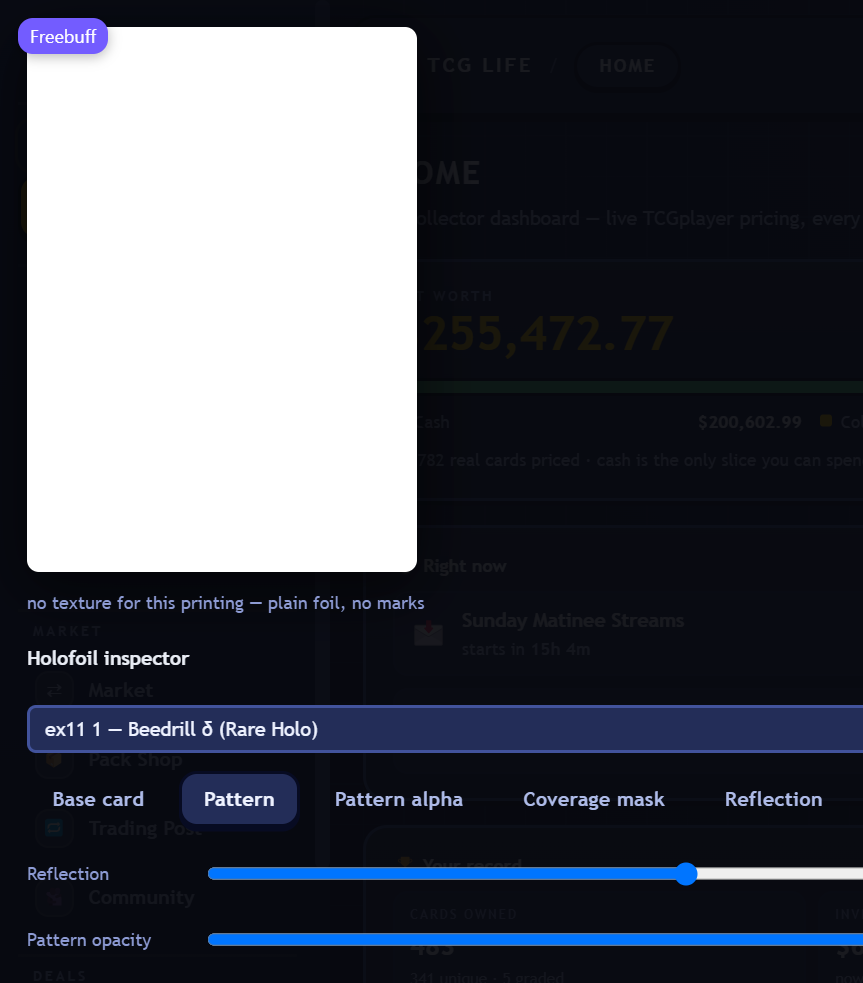 Freebuff
TCG LIFE / HOME
OME
ollector dashboard — live TCGplayer pricing, every
T WORTH
255,472.77
Cash $200,602.99 Col
782 real cards priced · cash is the only slice you can spen
Right now
no texture for this printing — plain foil, no marks
Sunday Matinee Streams
starts in 15h 4m
MARKET
Holofoil inspector
Market
ex11 1 — Beedrill δ (Rare Holo)
Pack Shop
Base card Pattern Pattern alpha Coverage mask Reflection
Trading Post
Your record
Reflection
Community
CARDS OWNED INV
Pattern opacity
483
DEALS
341 unique · 5 graded